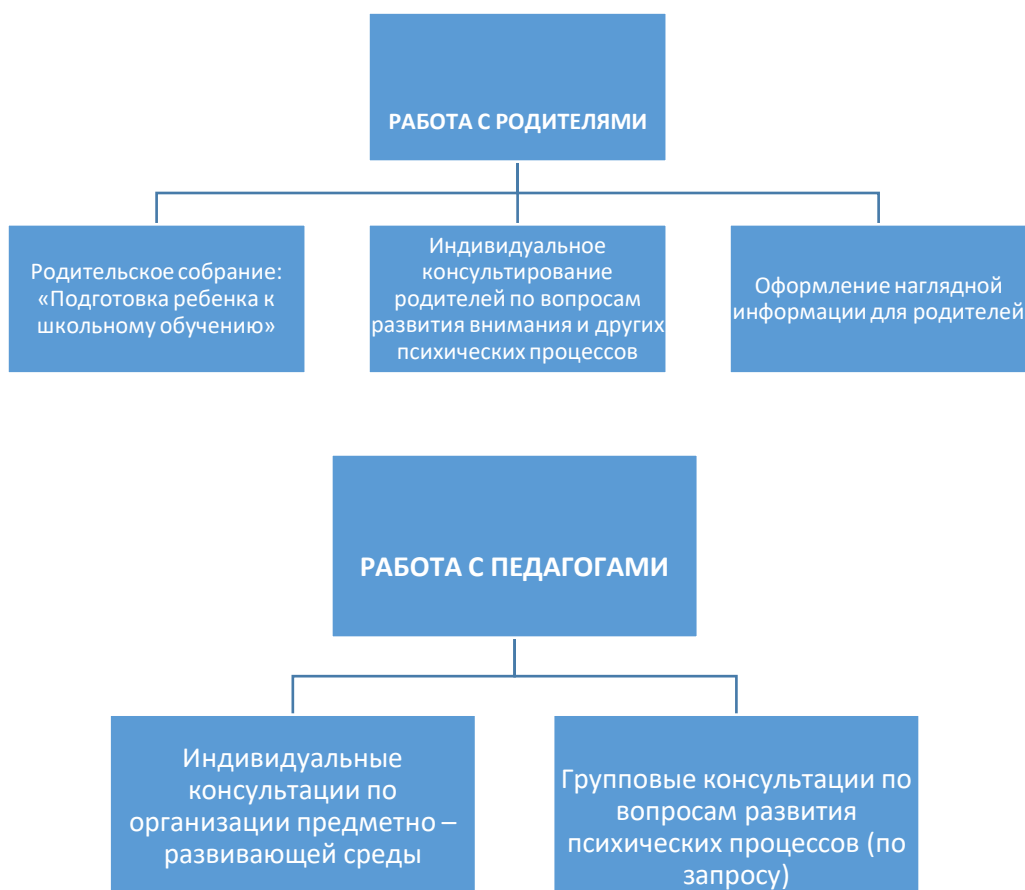 РАБОТА С РОДИТЕЛЯМИ
Родительское собрание:
«Подготовка ребенка к
школьному обучению»
Индивидуальное
консультирование
родителей по вопросам
развития внимания и других
психических процессов
Оформление наглядной
информации для родителей
РАБОТА С ПЕДАГОГАМИ
Индивидуальные
консультации по
организации предметно –
развивающей среды
Групповые консультации по
вопросам развития
психических процессов (по
запросу)